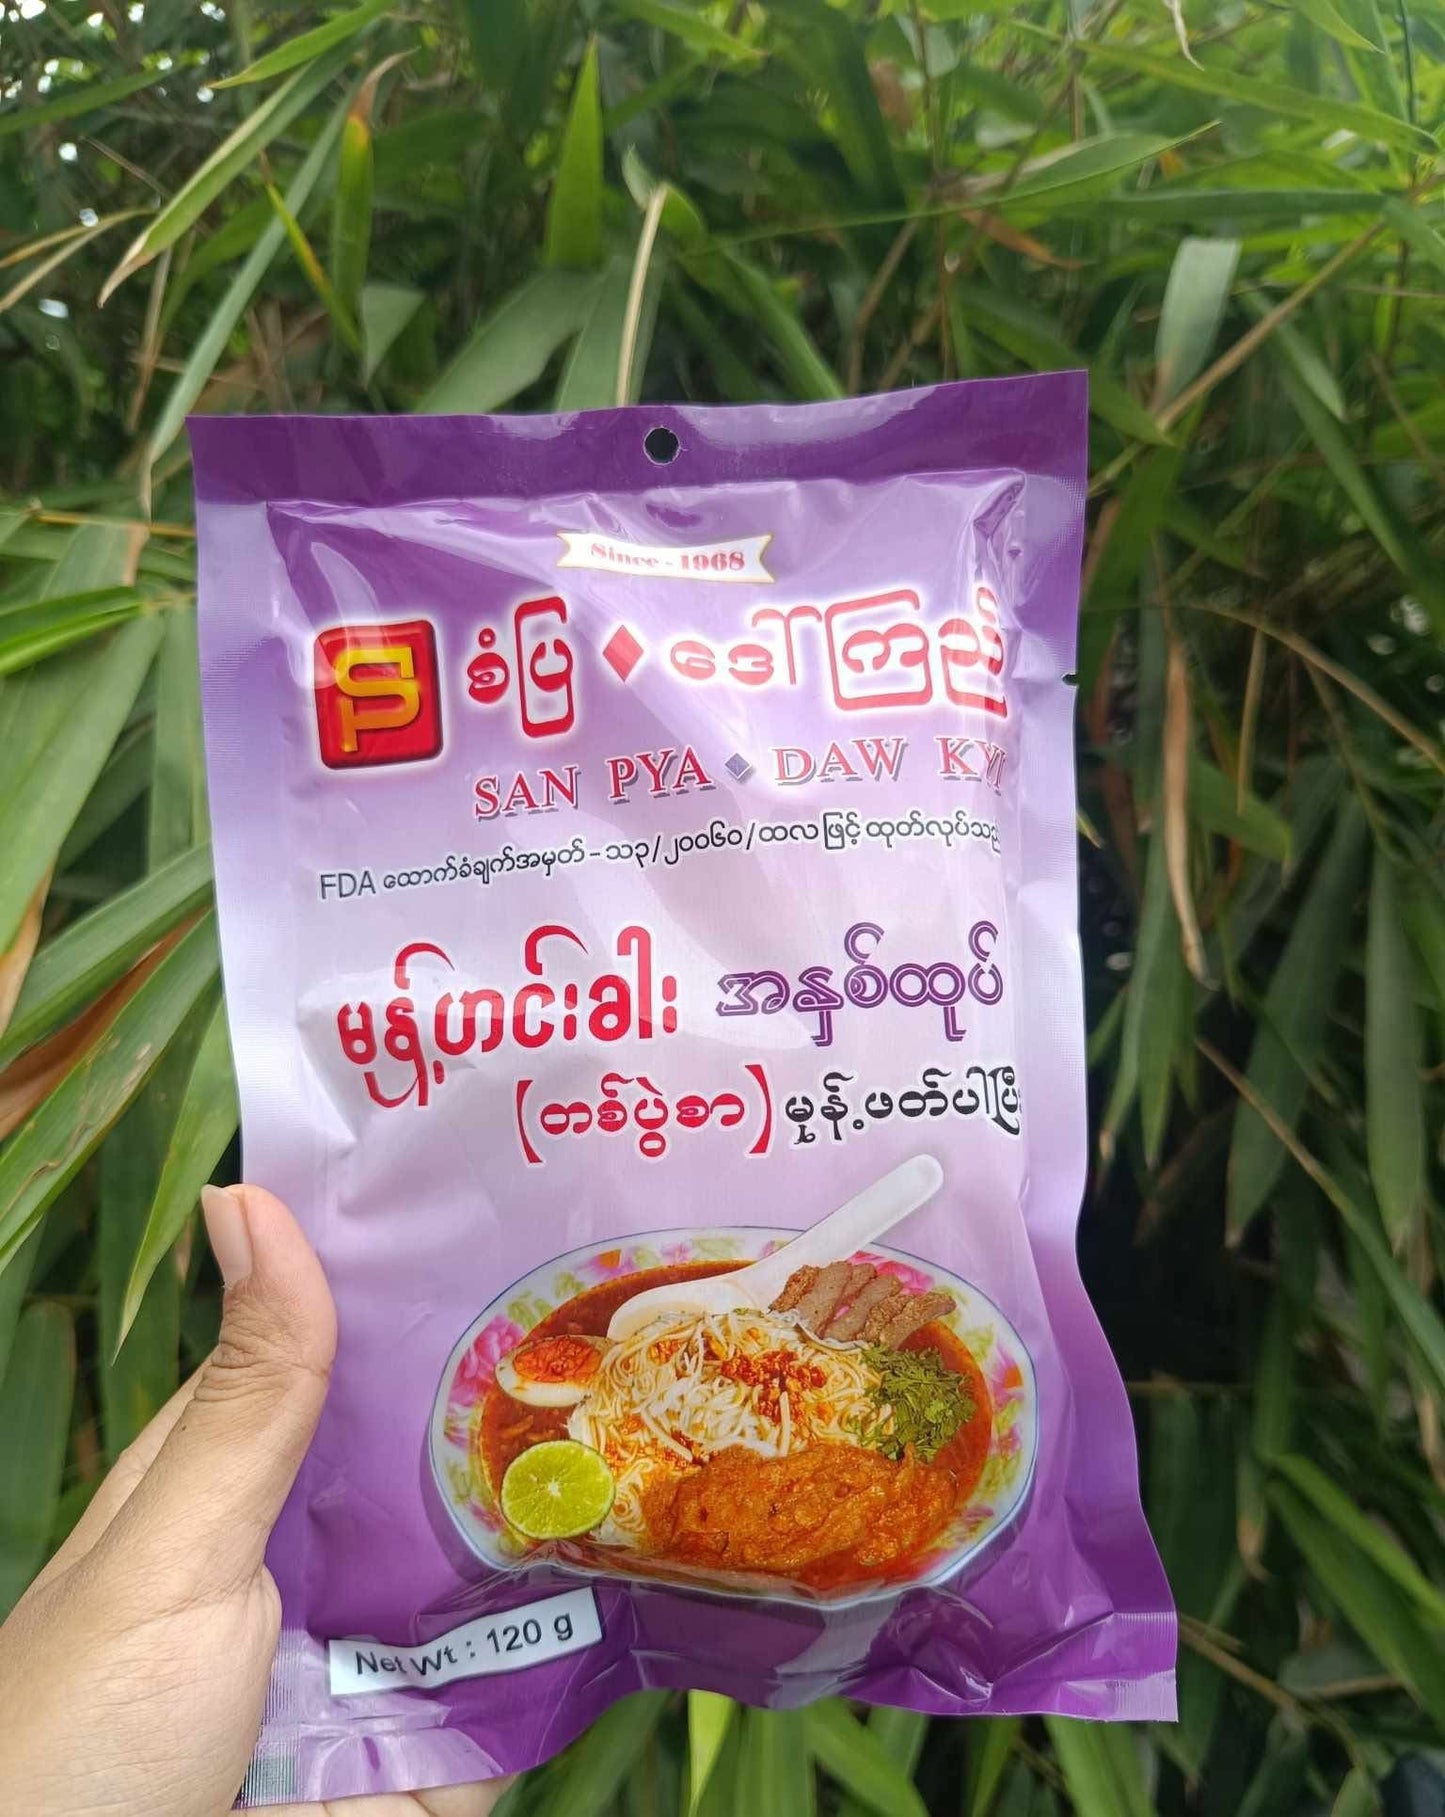 Since - 1968
စံပြ ♦ ဒေါ်ကြည်
SAN PYA ◆ DAW KYI
FDA ထောက်ခံချက်အမှတ် - သ၃/၂၀၀၆၀/ထလ ဖြင့် ထုတ်လုပ်သည်
မုန့်ဟင်းခါး အနှစ်ထုပ်
(တစ်ပွဲစာ) မုန့်ဖတ်ပါပြီး
Net Wt : 120 g